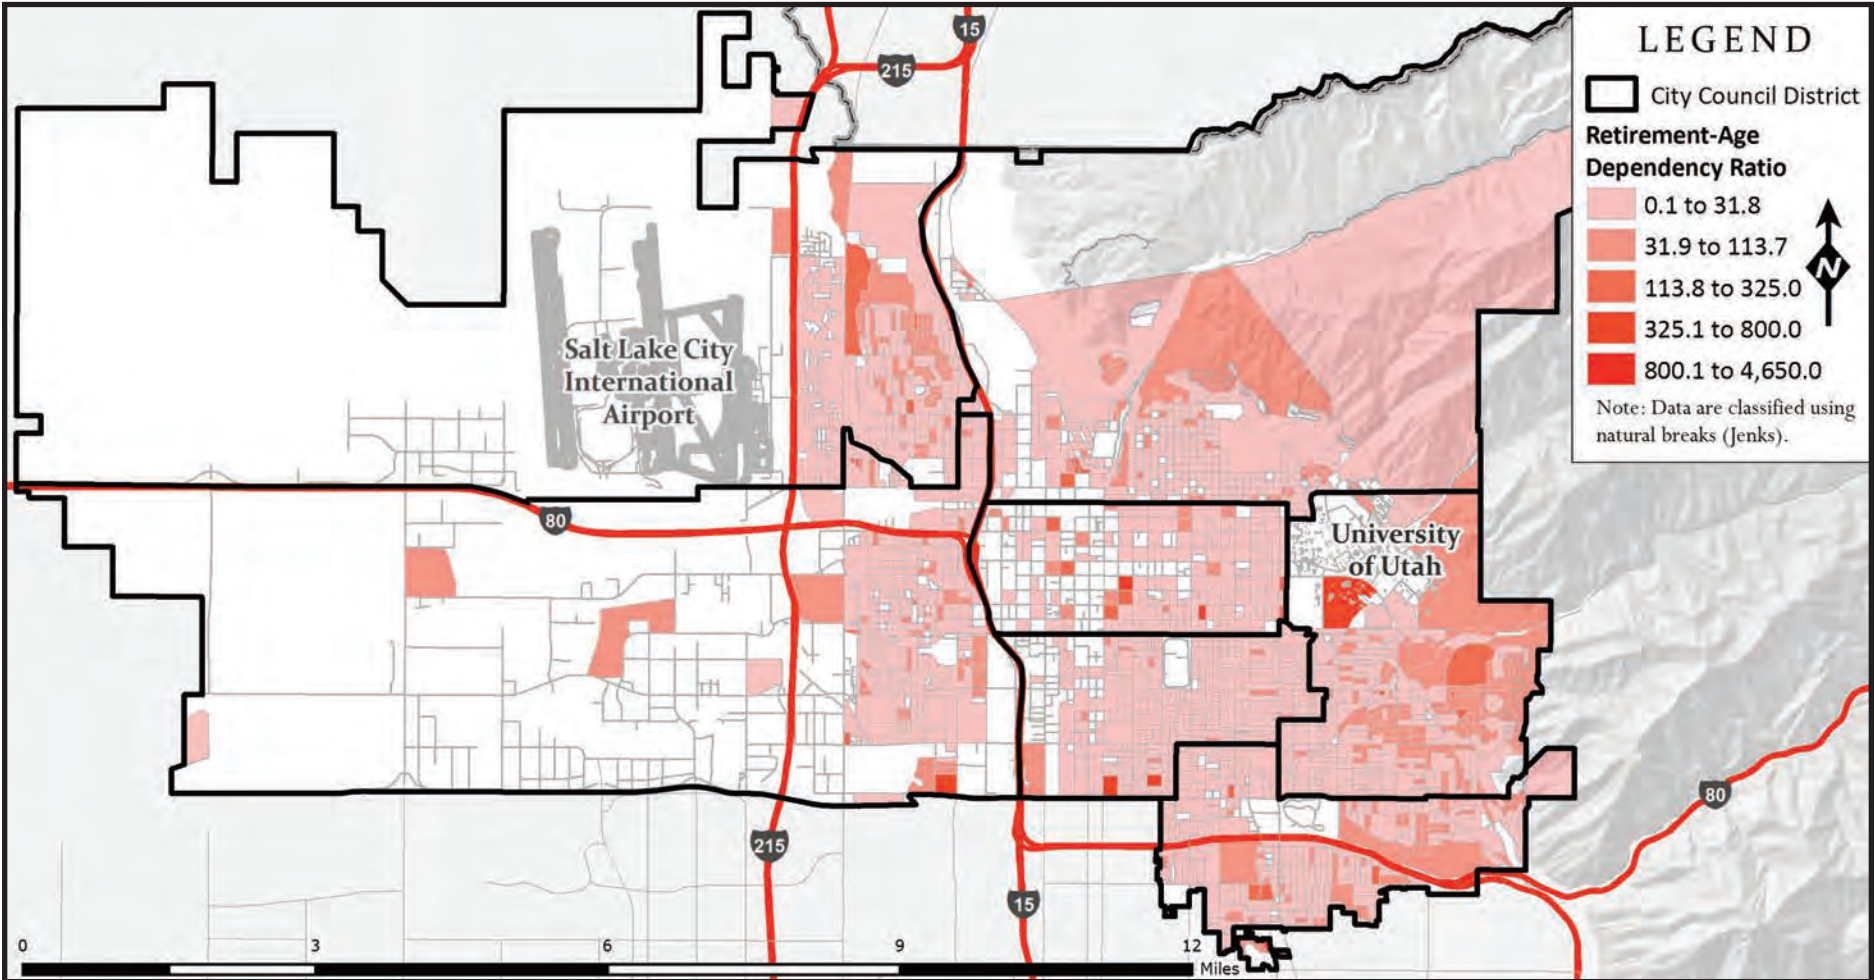 LEGEND
City Council District
Retirement-Age
Dependency Ratio
0.1 to 31.8
31.9 to 113.7
113.8 to 325.0
325.1 to 800.0
800.1 to 4,650.0
N
Note: Data are classified using
natural breaks (Jenks).
15
215
Salt Lake City
International
Airport
80
University
of Utah
80
215
15
0 3 6 9 12
Miles